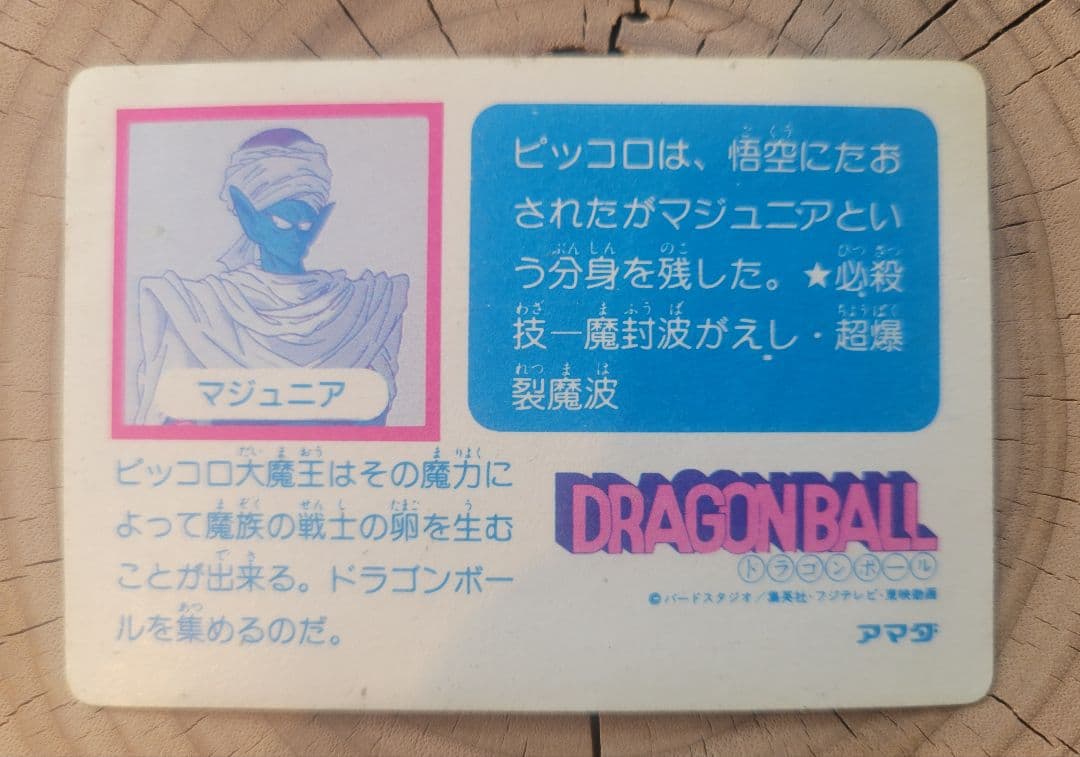 マジュニア
ピッコロは、悟空にたお
されたがマジュニアとい
う分身を残した。★必殺
技―魔封波がえし・超爆
裂魔波
ピッコロ大魔王はその魔力に
よって魔族の戦士の卵を生む
ことが出来る。ドラゴンボー
ルを集めるのだ。
DRAGON BALL
ドラゴンボール
©バードスタジオ／集英社・フジテレビ・東映動画
アマダ